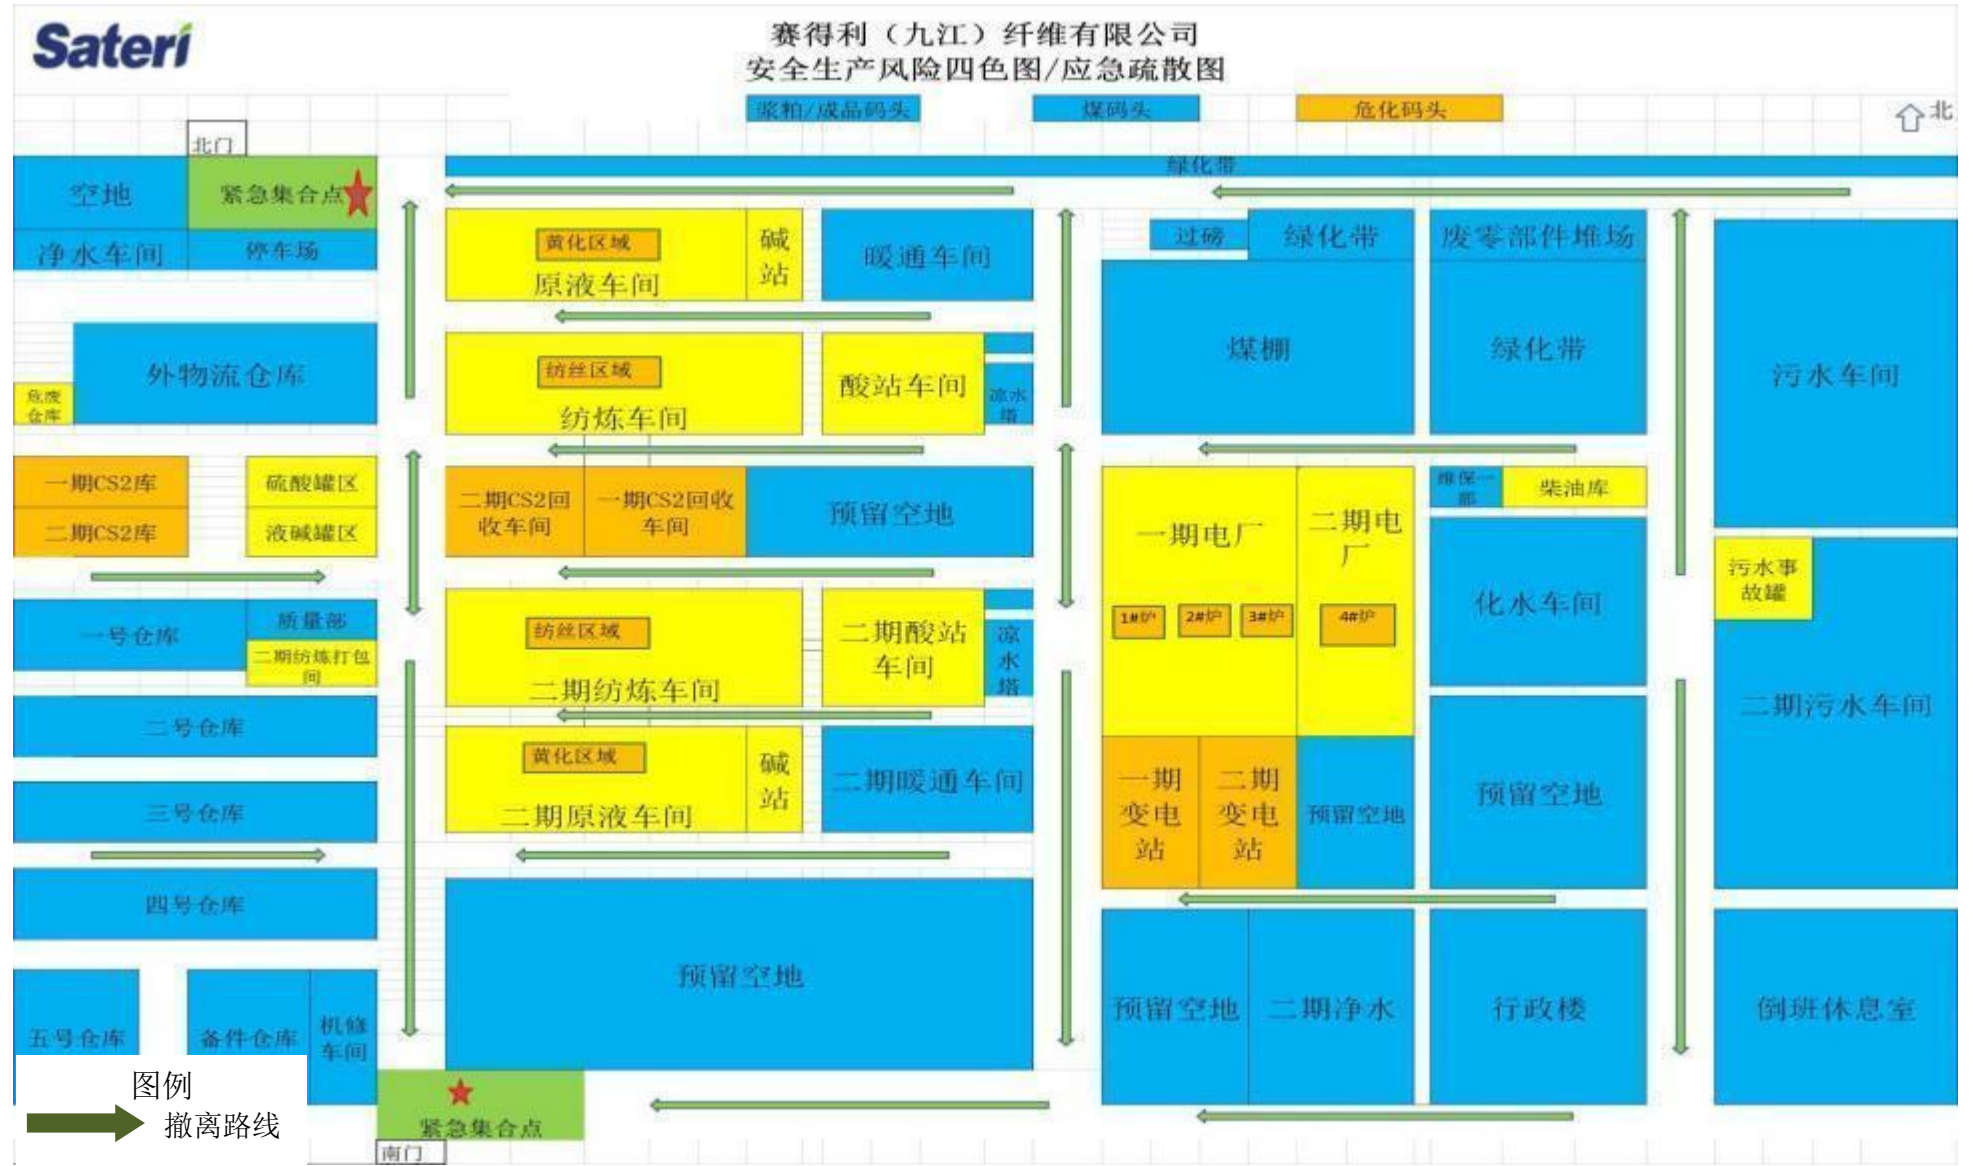 Sateri
赛得利（九江）纤维有限公司
安全生产风险四色图/应急疏散图
浆粕/成品码头
煤码头
危化码头
北
北门
绿化带
空地
紧急集合点
净水车间
停车场
黄化区域
原液车间
碱
站
暖通车间
过磅
绿化带
废零部件堆场
外物流仓库
危废
仓库
纺丝区域
纺炼车间
酸站车间
凉水
塔
煤棚
绿化带
污水车间
一期CS2库
二期CS2库
硫酸罐区
液碱罐区
二期CS2回
收车间
一期CS2回收
车间
预留空地
一期电厂
二期电
厂
1#炉
2#炉
3#炉
4#炉
维保一
部
柴油库
化水车间
污水事
故罐
二期污水车间
一号仓库
质量部
二期纺炼打包
间
纺丝区域
二期纺炼车间
二期酸站
车间
凉
水
塔
二号仓库
三号仓库
四号仓库
黄化区域
二期原液车间
碱
站
二期暖通车间
一期
变电
站
二期
变电
站
预留空地
预留空地
五号仓库
备件仓库
机修
车间
预留空地
预留空地
二期净水
行政楼
倒班休息室
图例
撤离路线
紧急集合点
南门